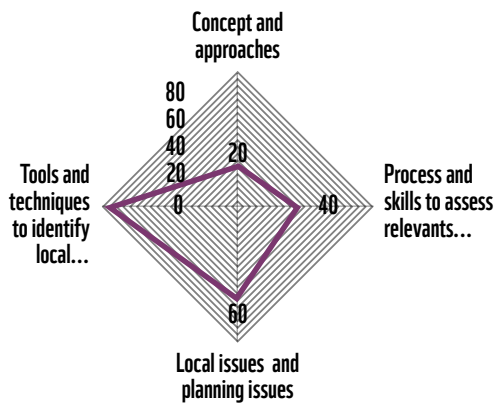 Concept and
approaches
80
60
40
20
0
20
40
60
Tools and
techniques
to identify
local...
Process and
skills to assess
relevants...
Local issues and
planning issues